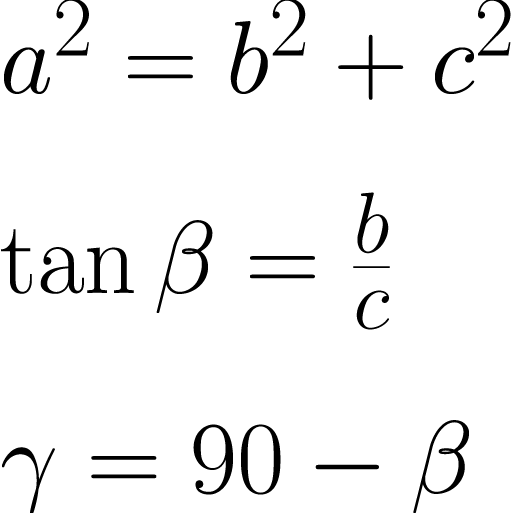 a² = b² + c²
tan β = b/c
γ = 90 − β